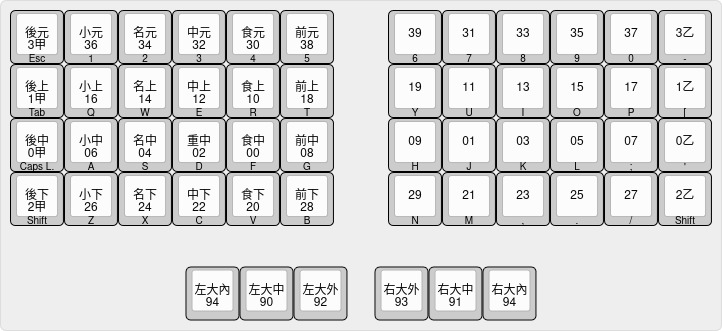 後元 小元 名元 中元 食元 前元
3甲 36 34 32 30 38 39 31 33 35 37 3乙
Esc 1 2 3 4 5 6 7 8 9 0 -
後上 小上 名上 中上 食上 前上
1甲 16 14 12 10 18 19 11 13 15 17 1乙
Tab Q W E R T Y U I O P [
後中 小中 名中 重中 食中 前中
0甲 06 04 02 00 08 09 01 03 05 07 0乙
Caps L. A S D F G H J K L ; '
後下 小下 名下 中下 食下 前下
2甲 26 24 22 20 28 29 21 23 25 27 2乙
Shift Z X C V B N M , . / Shift
左大內 左大中 左大外 右大外 右大中 右大內
94 90 92 93 91 94